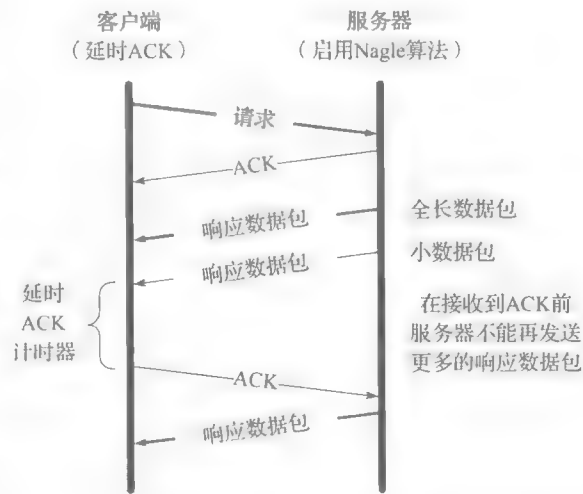 客户端
（延时ACK）
服务器
（启用Nagle算法）
请求
ACK
响应数据包
全长数据包
响应数据包
小数据包
延时
ACK
计时器
在接收到ACK前
服务器不能再发送
更多的响应数据包
ACK
响应数据包